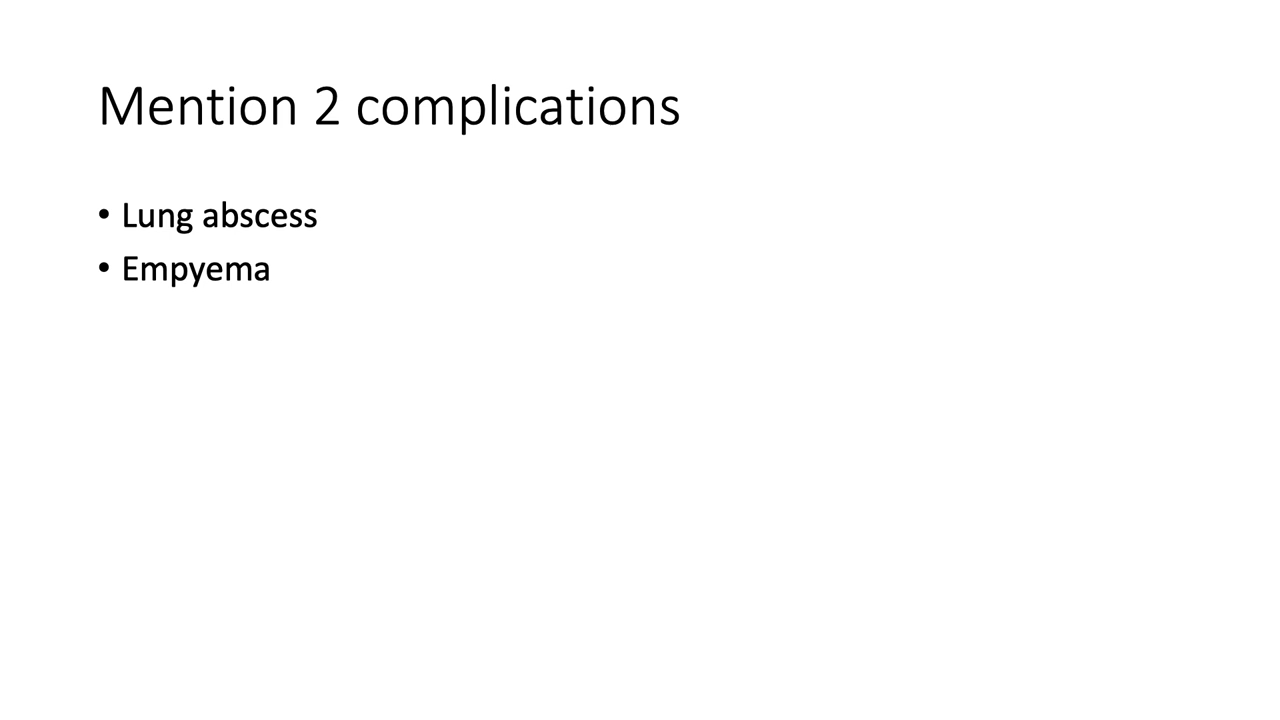 Mention 2 complications
• Lung abscess
• Empyema